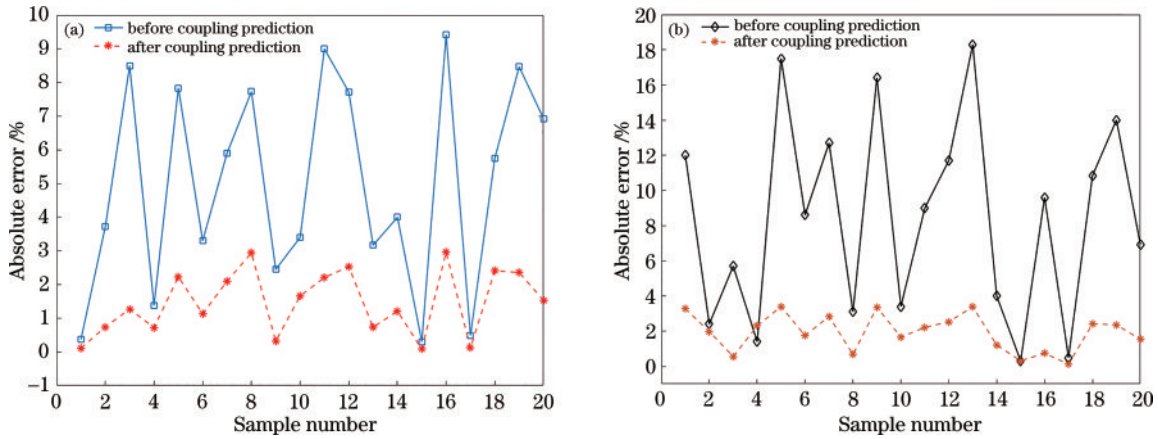 (a)
before coupling prediction
after coupling prediction
10
9
8
7
6
5
4
3
2
1
0
−1
Absolute error /%
0 2 4 6 8 10 12 14 16 18 20
Sample number
(b)
before coupling prediction
after coupling prediction
20
18
16
14
12
10
8
6
4
2
0
Absolute error /%
0 2 4 6 8 10 12 14 16 18 20
Sample number